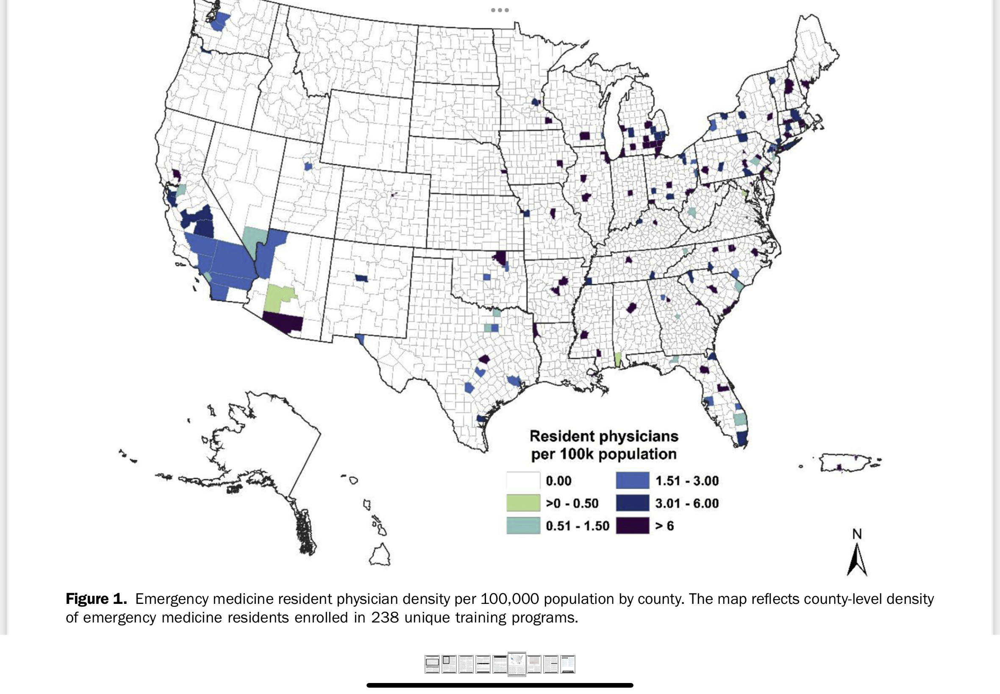 Resident physicians
per 100k population
0.00
1.51 - 3.00
>0 - 0.50
3.01 - 6.00
0.51 - 1.50
> 6
N
Figure 1. Emergency medicine resident physician density per 100,000 population by county. The map reflects county-level density
of emergency medicine residents enrolled in 238 unique training programs.